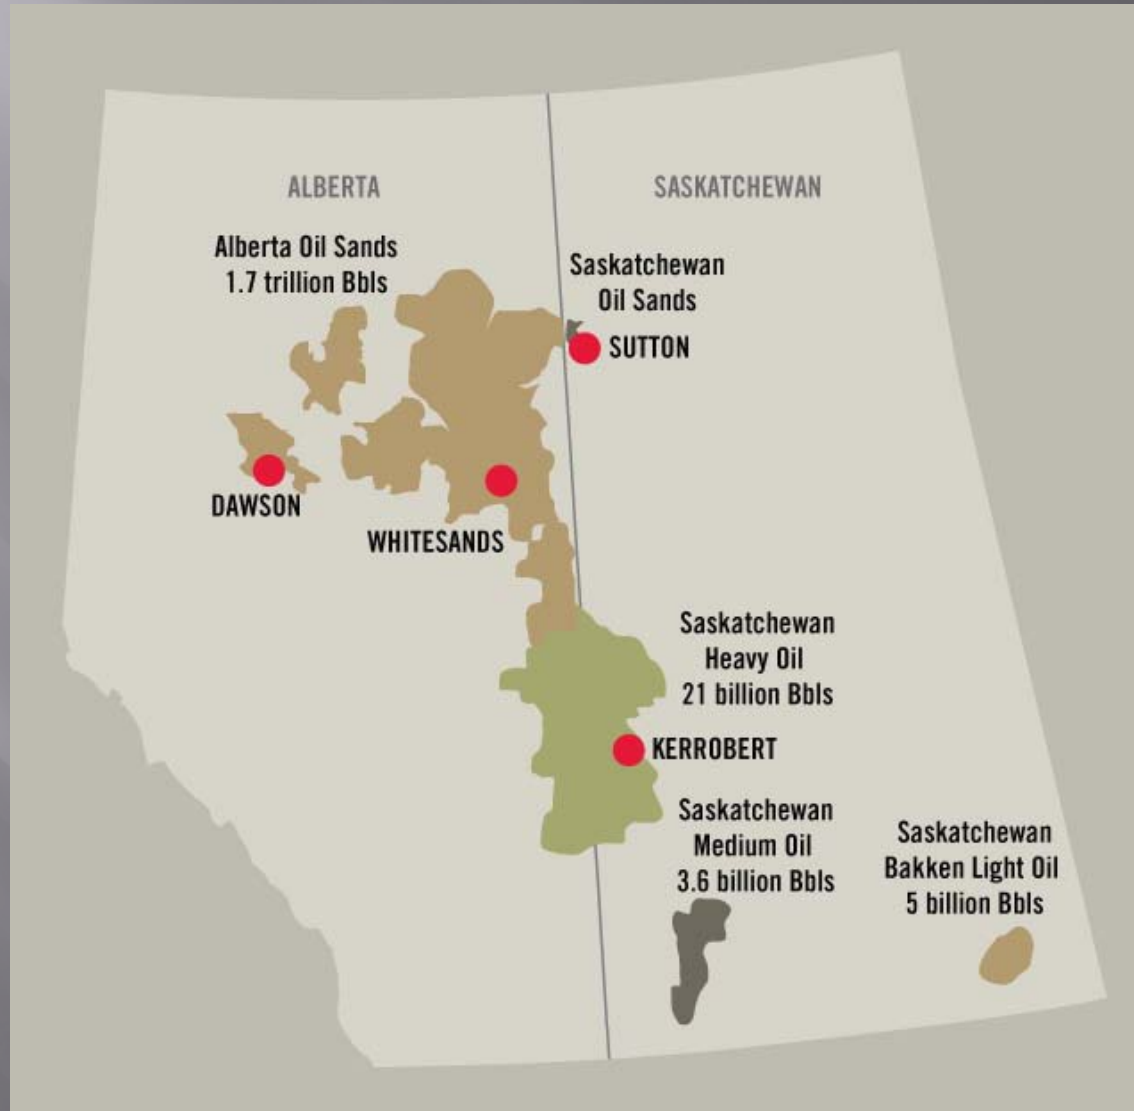 ALBERTA
SASKATCHEWAN
Alberta Oil Sands
1.7 trillion Bbls
Saskatchewan
Oil Sands
SUTTON
DAWSON
WHITESANDS
Saskatchewan
Heavy Oil
21 billion Bbls
KERROBERT
Saskatchewan
Medium Oil
3.6 billion Bbls
Saskatchewan
Bakken Light Oil
5 billion Bbls